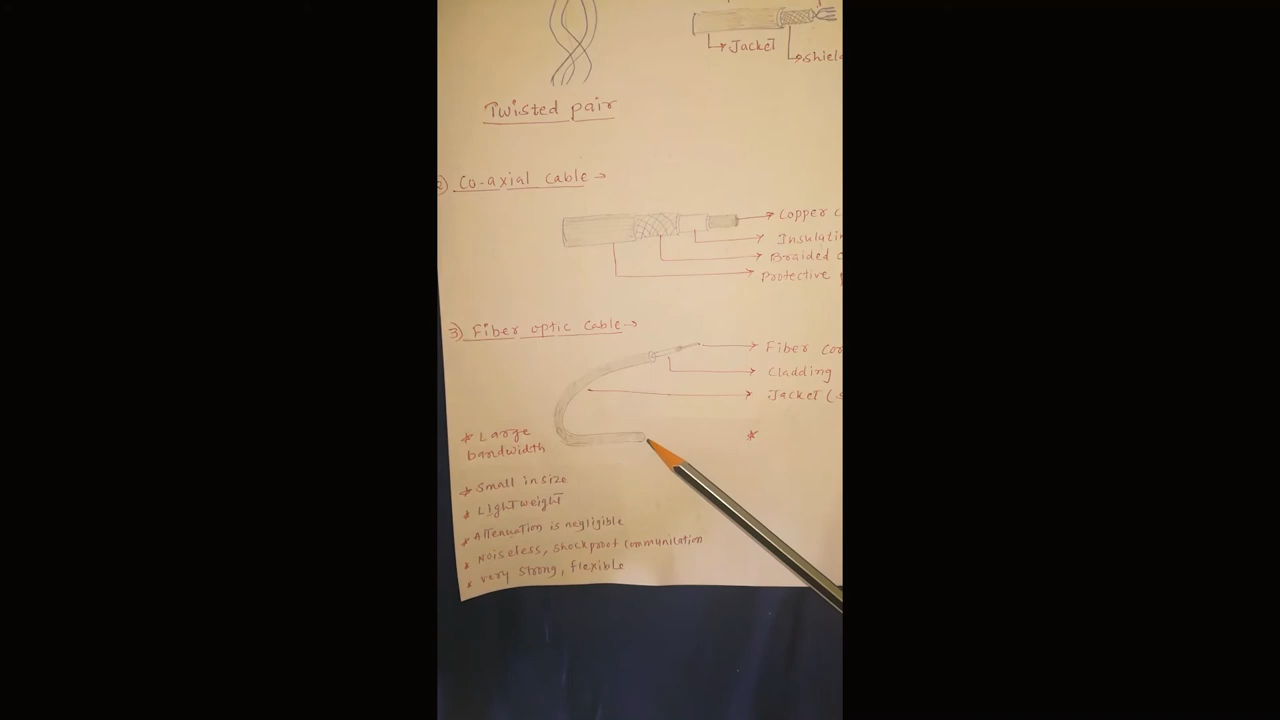 Jacket
Twisted pair
Co-axial cable →
Copper
Braided
Protective
3) Fiber optic cable →
Fiber
Cladding
Jacket
* Large
bandwidth
*
* Small in size
* Light weight
* Attenuation is negligible
* Noiseless, shockproof communication
* very strong, flexible